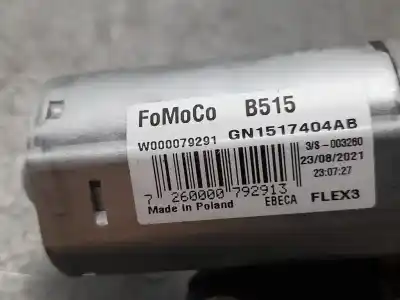 FoMoCo B515
W000079291 GN1517404AB
3/S-003260
23/08/2021
23:07:27
7 260000 792913
Made in Poland EBECA FLEX3